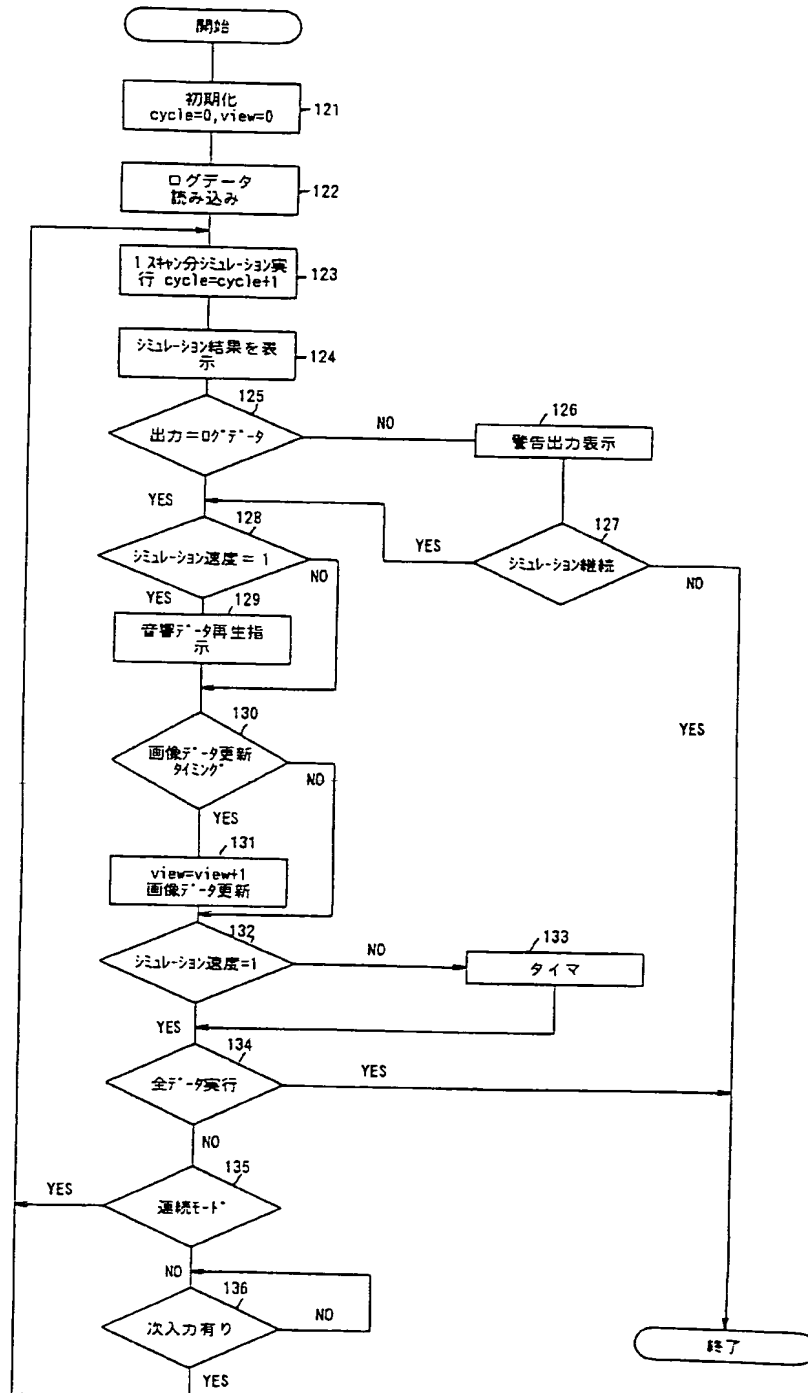 開始
初期化
cycle=0,view=0
121
ログデータ
読み込み
122
1 スキャン分シミュレーション実
行 cycle=cycle+1
123
シミュレーション結果を表
示
124
125
出力=ログデータ
NO
126
警告出力表示
YES
127
シミュレーション継続
YES
NO
128
シミュレーション速度=1
NO
YES
129
音響データ再生指
示
130
画像データ更新
タイミング
NO
YES
YES
131
view=view+1
画像データ更新
132
シミュレーション速度=1
NO
133
タイマ
YES
134
全データ実行
YES
NO
135
連続モード
YES
NO
136
次入力有り
NO
YES
終了